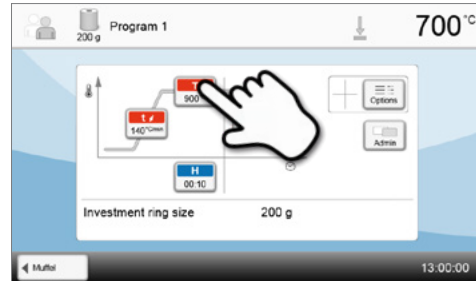 200 g
Program 1
700 °C
T
900
t
140 °C/min
Options
Admin
H
00:10
Investment ring size 200 g
Muffel
13:00:00